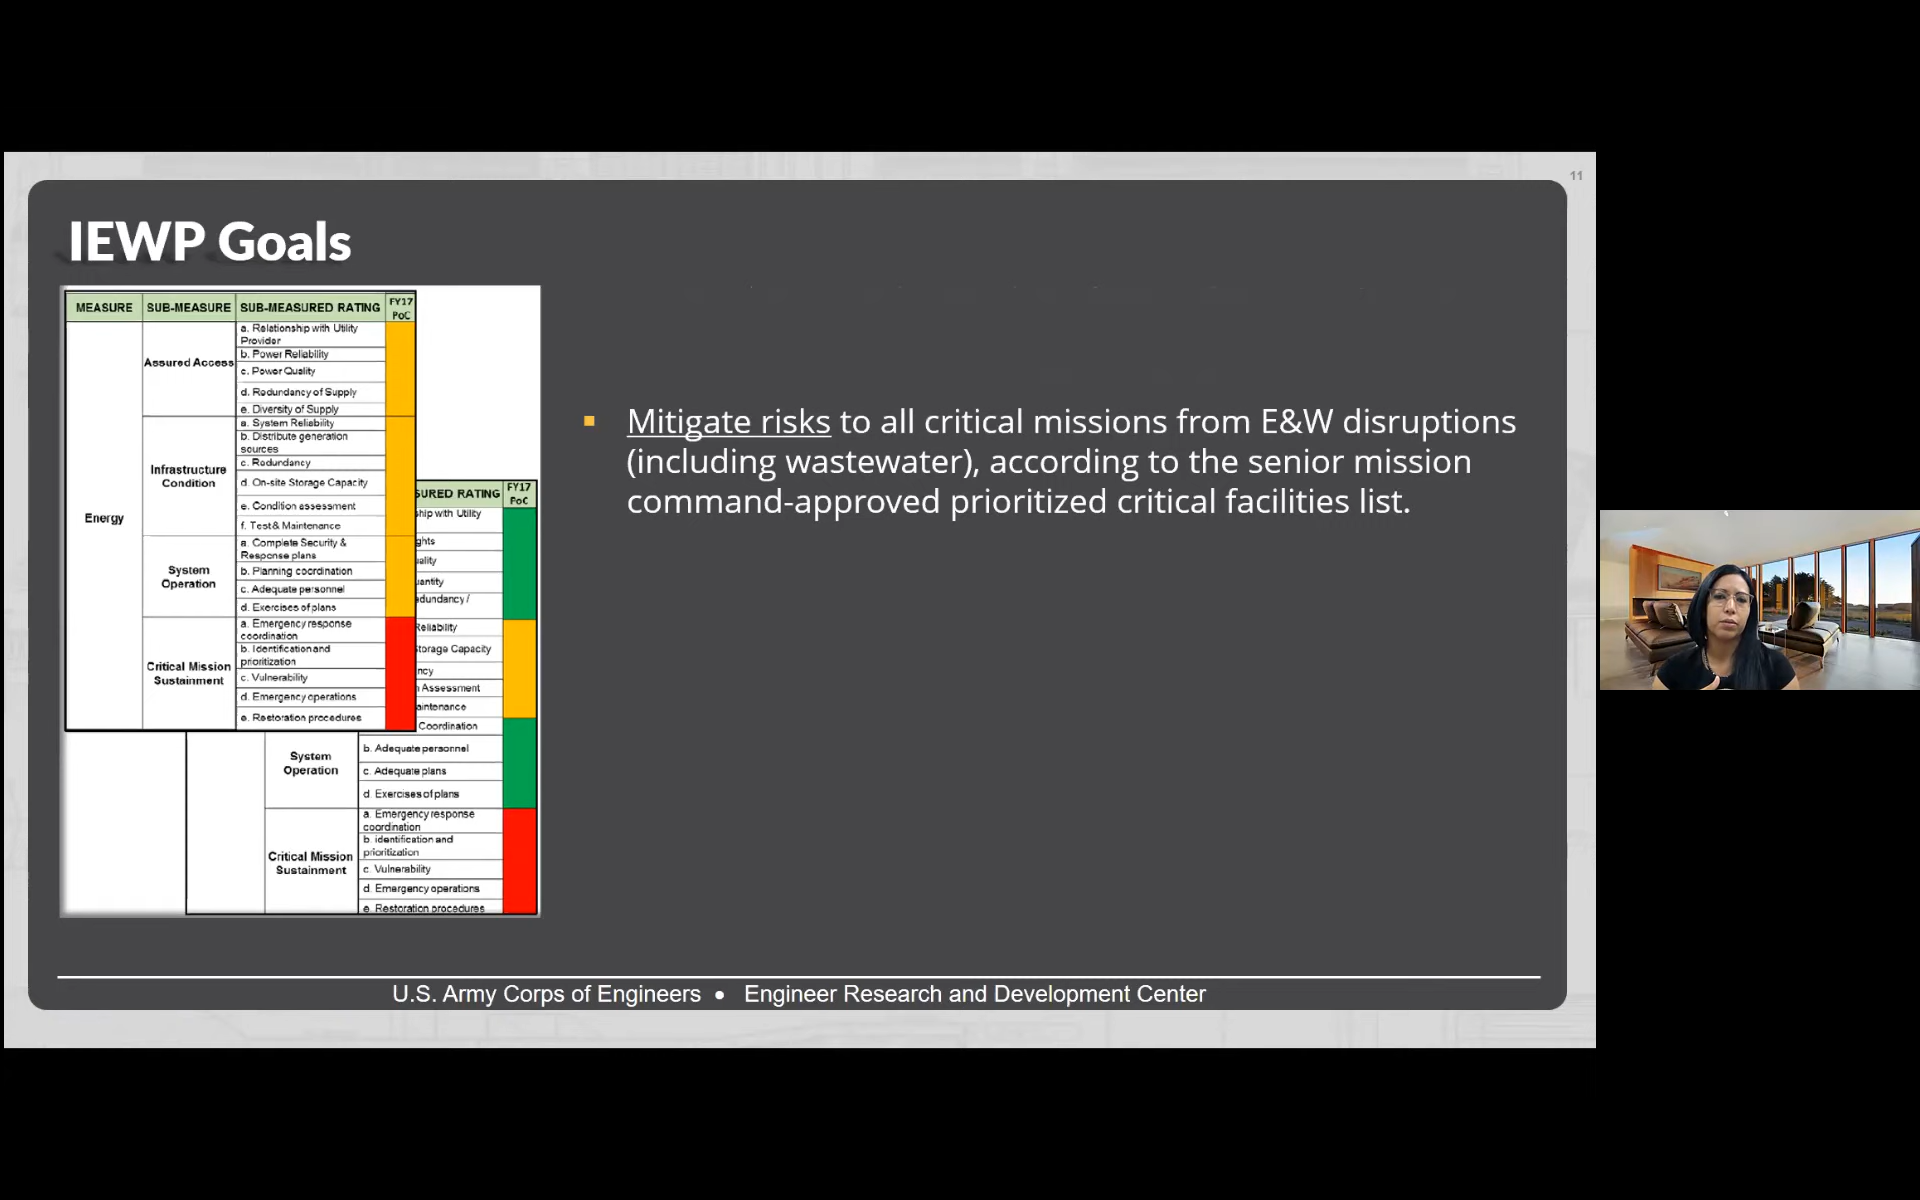 11
IEWP Goals
MEASURE SUB-MEASURE SUB-MEASURED RATING FY17 PoC
Energy
Assured Access
a. Relationship with Utility
Provider
b. Power Reliability
c. Power Quality
d. Redundancy of Supply
e. Diversity of Supply
Infrastructure
Condition
a. System Reliability
b. Distribute generation
sources
c. Redundancy
d. On-site Storage Capacity
e. Condition assessment
f. Test & Maintenance
System
Operation
a. Complete Security &
Response plans
b. Planning coordination
c. Adequate personnel
d. Exercises of plans
Critical Mission
Sustainment
a. Emergency response
coordination
b. Identification and
prioritization
c. Vulnerability
d. Emergency operations
e. Restoration procedures
SURED RATING FY17 PoC
ship with Utility
ghts
ality
uantity
edundancy /
Reliability
Storage Capacity
ncy
n Assessment
aintenance
Coordination
System
Operation
b. Adequate personnel
c. Adequate plans
d. Exercises of plans
Critical Mission
Sustainment
a. Emergency response
coordination
b. identification and
prioritization
c. Vulnerability
d. Emergency operations
e. Restoration procedures
Mitigate risks to all critical missions from E&W disruptions
(including wastewater), according to the senior mission
command-approved prioritized critical facilities list.
U.S. Army Corps of Engineers • Engineer Research and Development Center